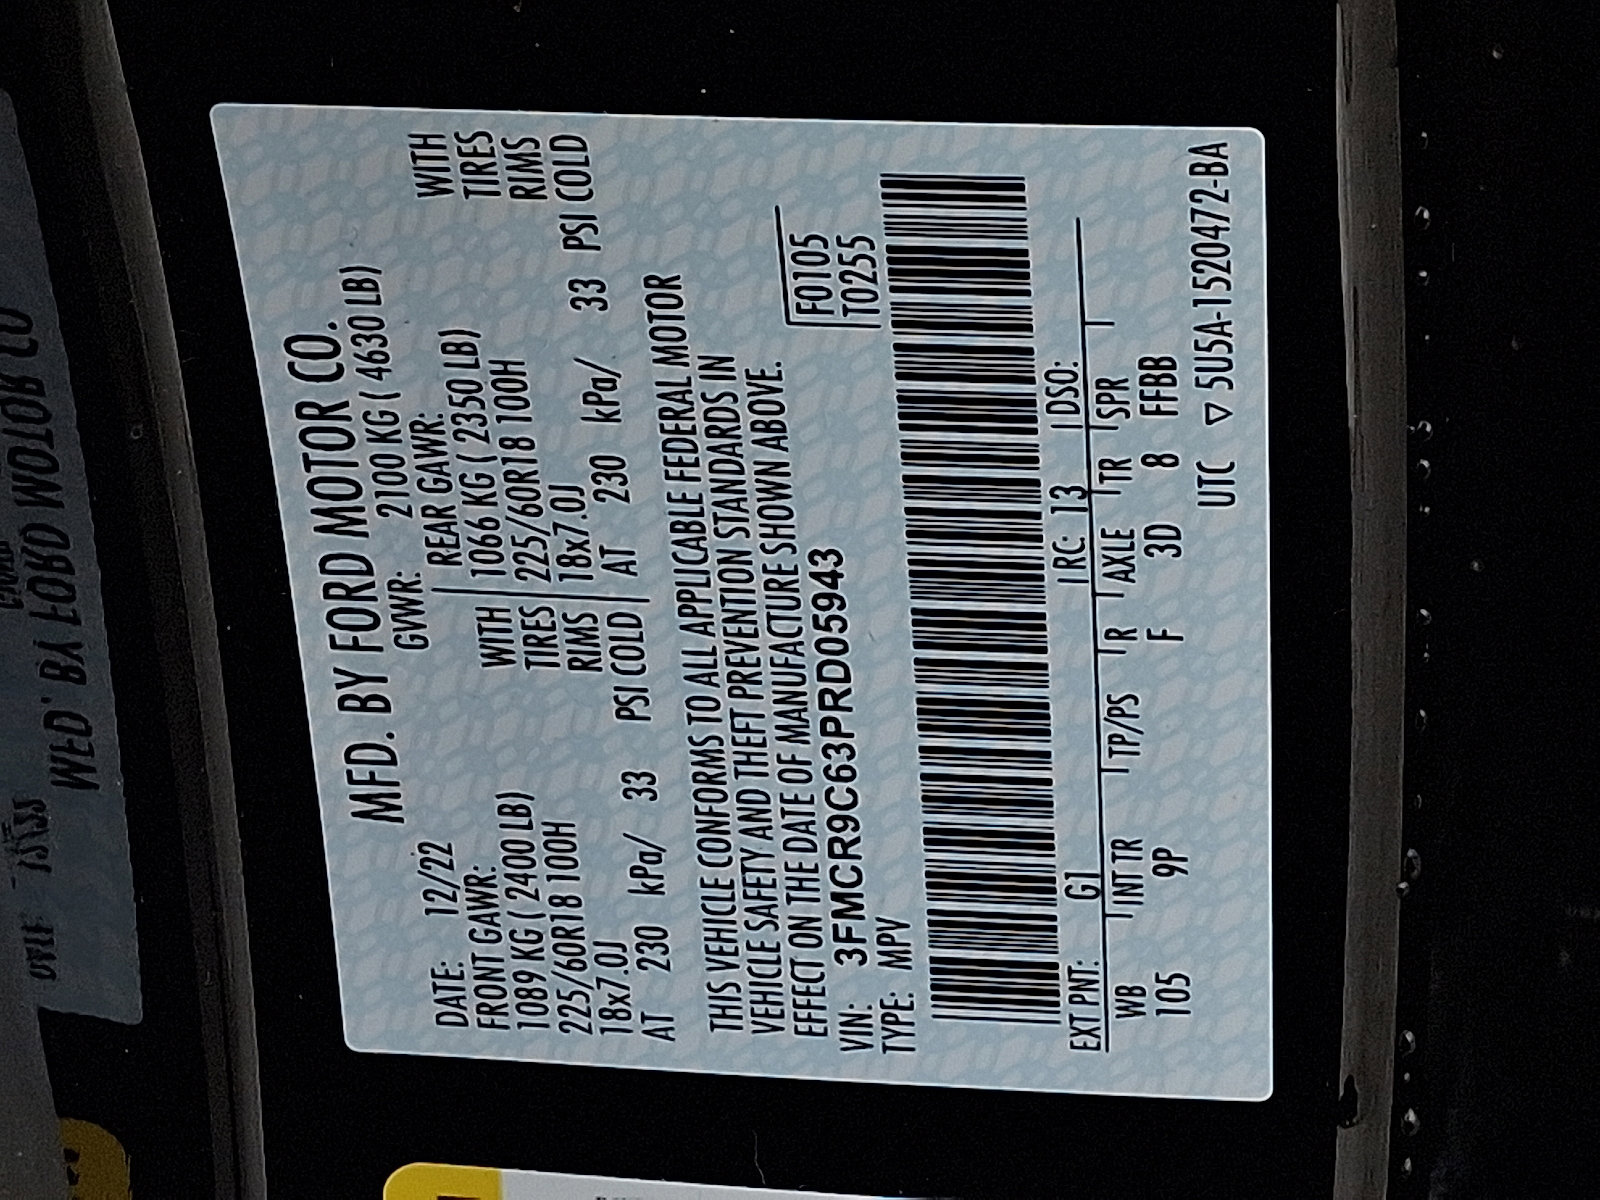 MFD. BY FORD MOTOR CO.
DATE: 12/22 GVWR: 2100 KG ( 4630 LB)
FRONT GAWR: REAR GAWR:
1089 KG ( 2400 LB) WITH 1066 KG ( 2350 LB) WITH
225/60R18 100H TIRES 225/60R18 100H TIRES
18x7.0J RIMS 18x7.0J RIMS
AT 230 kPa/ 33 PSI COLD AT 230 kPa/ 33 PSI COLD
THIS VEHICLE CONFORMS TO ALL APPLICABLE FEDERAL MOTOR
VEHICLE SAFETY AND THEFT PREVENTION STANDARDS IN
EFFECT ON THE DATE OF MANUFACTURE SHOWN ABOVE.
VIN: 3FMCR9C63PRD05943 F0105
TYPE: MPV T0255
EXT PNT: G1 RC: 13 DSO:
WB INT TR TP/PS R AXLE TR SPR
105 9P F 3D 8 FFBB
UTC ▽ 5U5A-1520472-BA